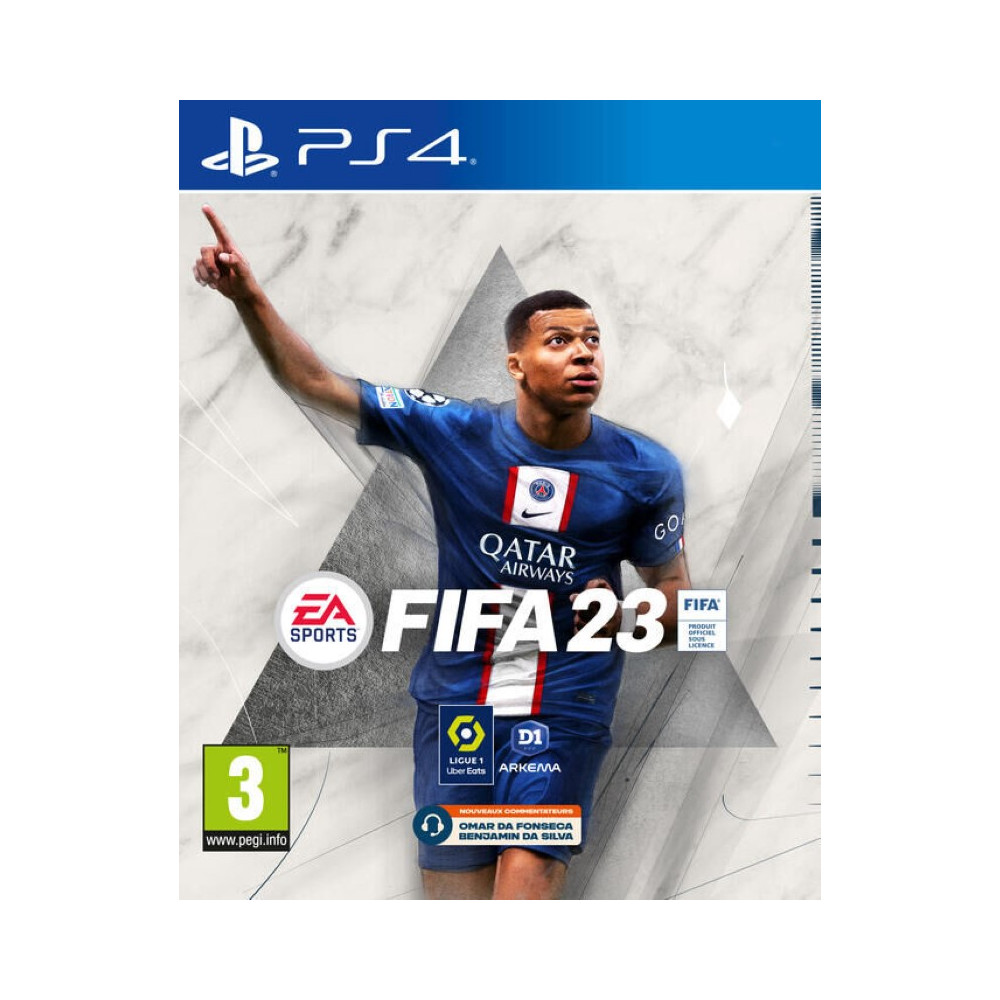 PS4
QATAR
AIRWAYS
GOA
EA
SPORTS
FIFA 23
FIFA
PRODUIT
OFFICIEL
SOUS
LICENCE
LIGUE 1
Uber Eats
D1
ARKEMA
NOUVEAUX COMMENTATEURS
OMAR DA FONSECA
BENJAMIN DA SILVA
3
www.pegi.info